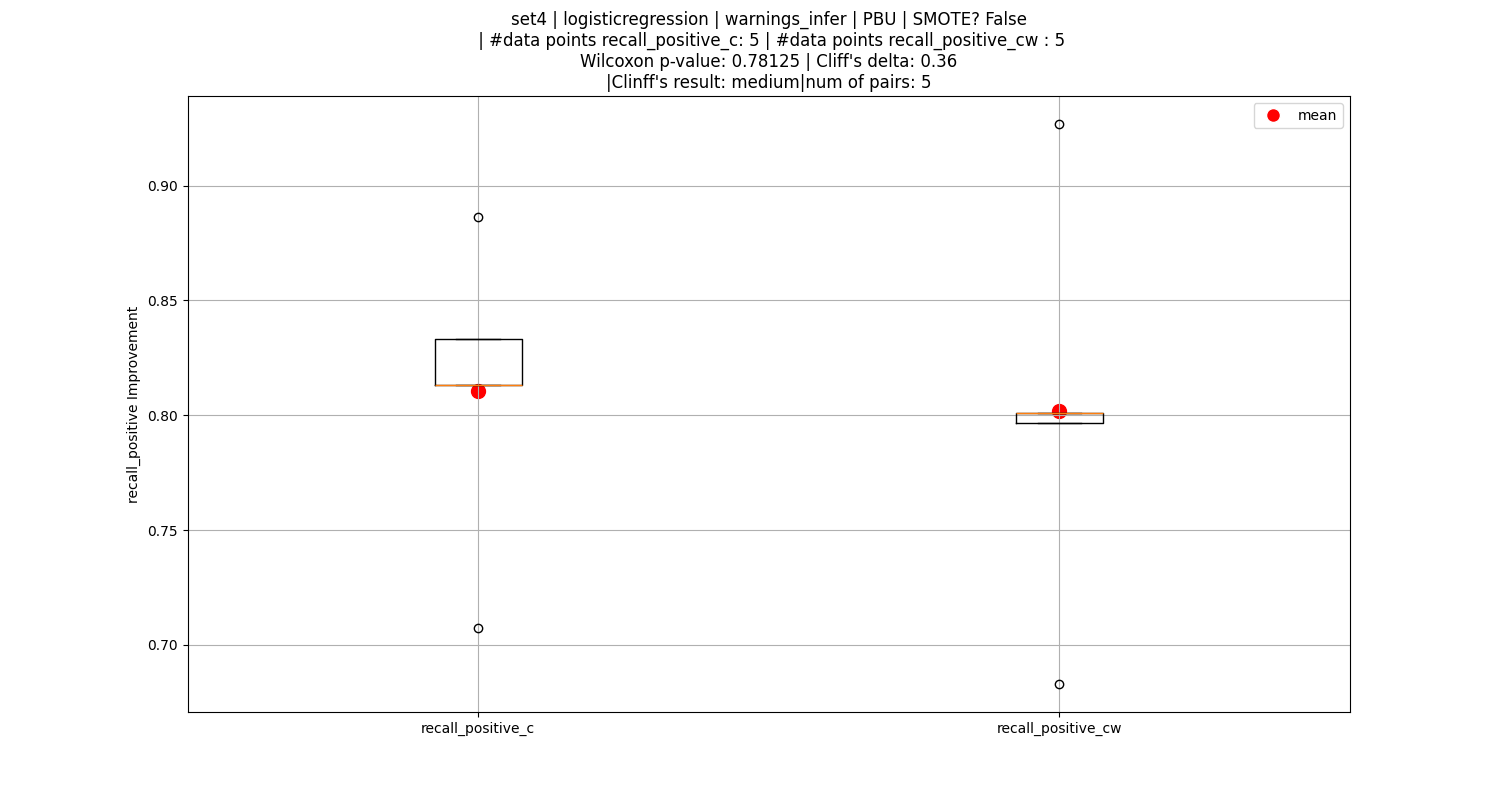 set4 | logisticregression | warnings_infer | PBU | SMOTE? False
| #data points recall_positive_c: 5 | #data points recall_positive_cw : 5
Wilcoxon p-value: 0.78125 | Cliff's delta: 0.36
|Clinff's result: medium|num of pairs: 5
mean
0.90
0.85
0.80
0.75
0.70
recall_positive Improvement
recall_positive_c
recall_positive_cw